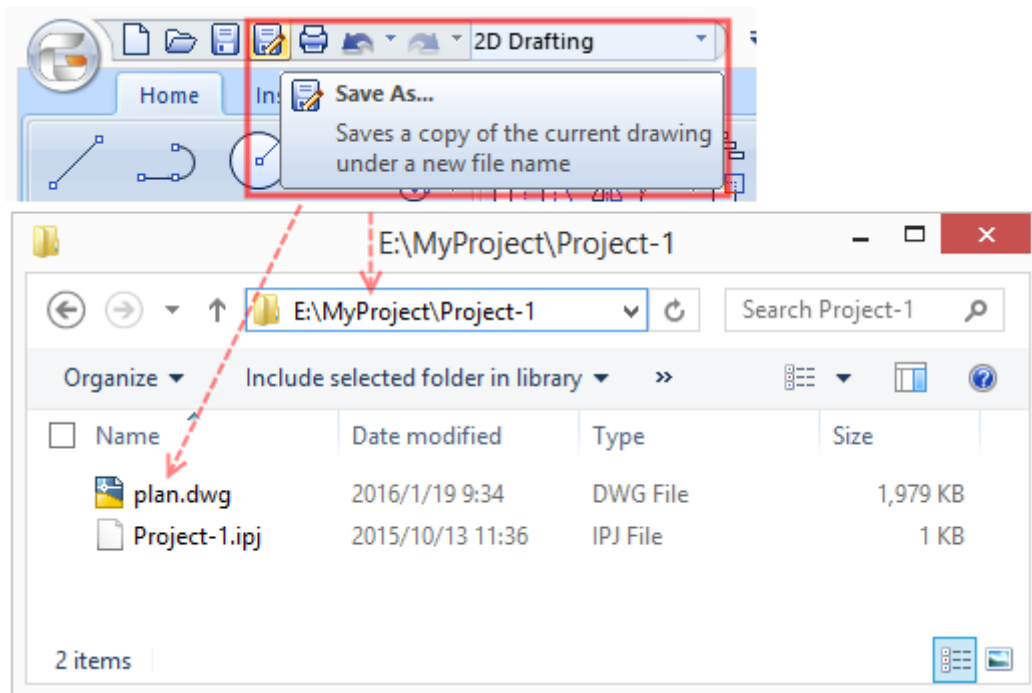 2D Drafting
Home
In
Save As...
Saves a copy of the current drawing
under a new file name
E:\MyProject\Project-1
E:\MyProject\Project-1
Search Project-1
Organize
Include selected folder in library
»
Name
Date modified
Type
Size
plan.dwg
2016/1/19 9:34
DWG File
1,979 KB
Project-1.ipj
2015/10/13 11:36
IPJ File
1 KB
2 items